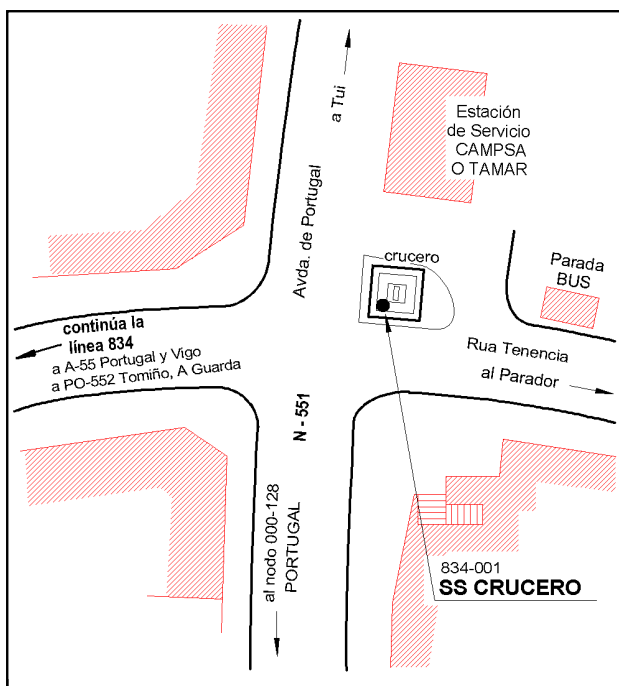 a Tui
Estación
de Servicio
CAMPSA
O TAMAR
Avda. de Portugal
crucero
Parada
BUS
continúa la
línea 834
a A-55 Portugal y Vigo
a PO-552 Tomiño, A Guarda
Rua Tenencia
al Parador
N - 551
al nodo 000-128
PORTUGAL
834-001
SS CRUCERO